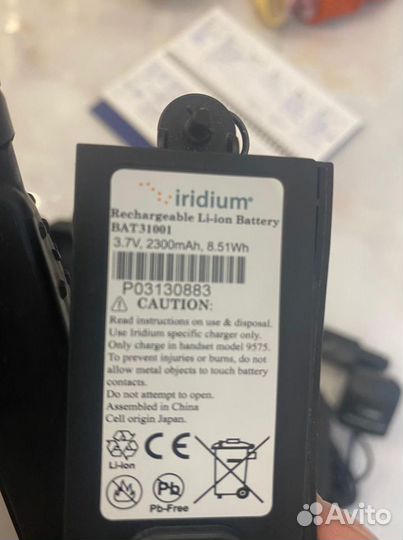 iridium®
Rechargeable Li-ion Battery
BAT31001
3.7V, 2300mAh, 8.51Wh
P03130883
CAUTION:
Read instructions on use & disposal.
Use Iridium specific charger only.
Only charge in handset model 9575.
To prevent injuries or burns, do not
allow metal objects to touch battery
contacts.
Do not attempt to open.
Assembled in China
Cell origin Japan.
Li-ion
CE
Pb
Pb-Free
Avito